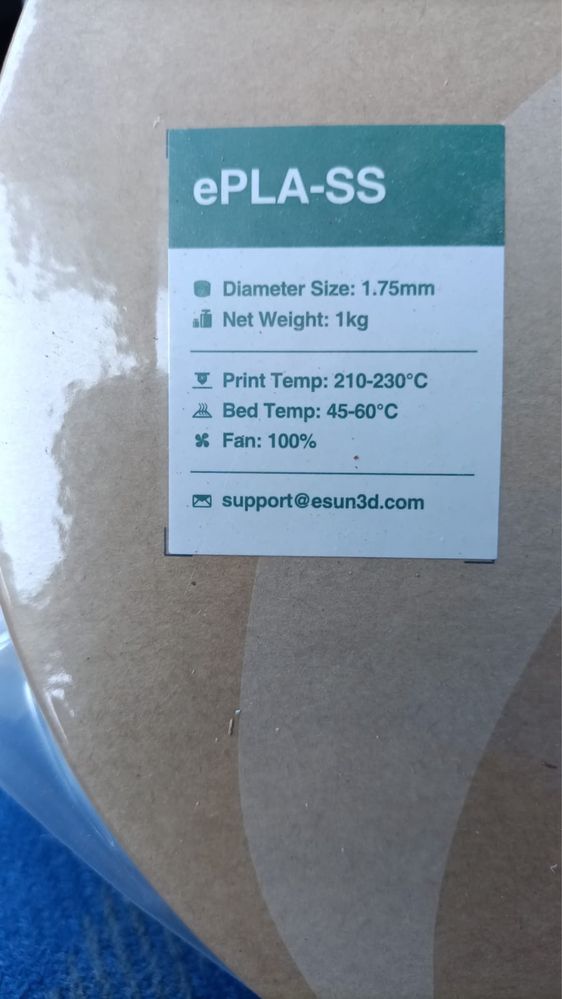 ePLA-SS
Diameter Size: 1.75mm
Net Weight: 1kg
Print Temp: 210-230°C
Bed Temp: 45-60°C
Fan: 100%
support@esun3d.com